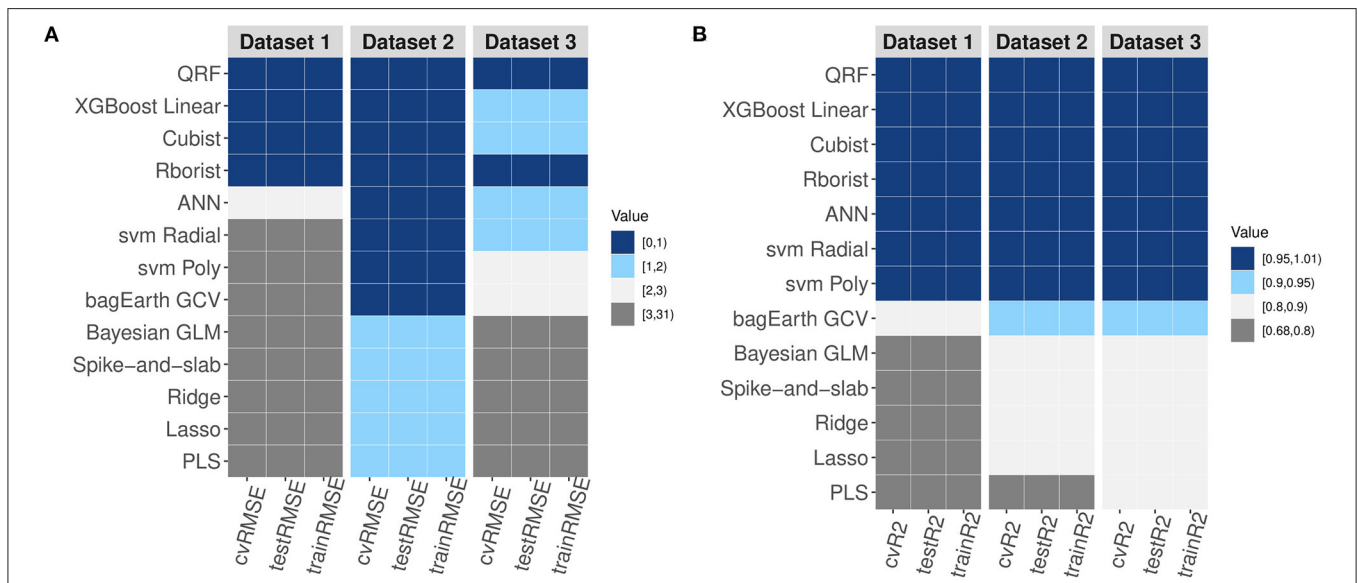 A
Dataset 1 Dataset 2 Dataset 3
QRF
XGBoost Linear
Cubist
Rborist
ANN
svm Radial
svm Poly
bagEarth GCV
Bayesian GLM
Spike−and−slab
Ridge
Lasso
PLS
cvRMSE testRMSE trainRMSE cvRMSE testRMSE trainRMSE cvRMSE testRMSE trainRMSE
Value
[0,1)
[1,2)
[2,3)
[3,31)
B
Dataset 1 Dataset 2 Dataset 3
QRF
XGBoost Linear
Cubist
Rborist
ANN
svm Radial
svm Poly
bagEarth GCV
Bayesian GLM
Spike−and−slab
Ridge
Lasso
PLS
cvR2 testR2 trainR2 cvR2 testR2 trainR2 cvR2 testR2 trainR2
Value
[0.95,1.01)
[0.9,0.95)
[0.8,0.9)
[0.68,0.8)